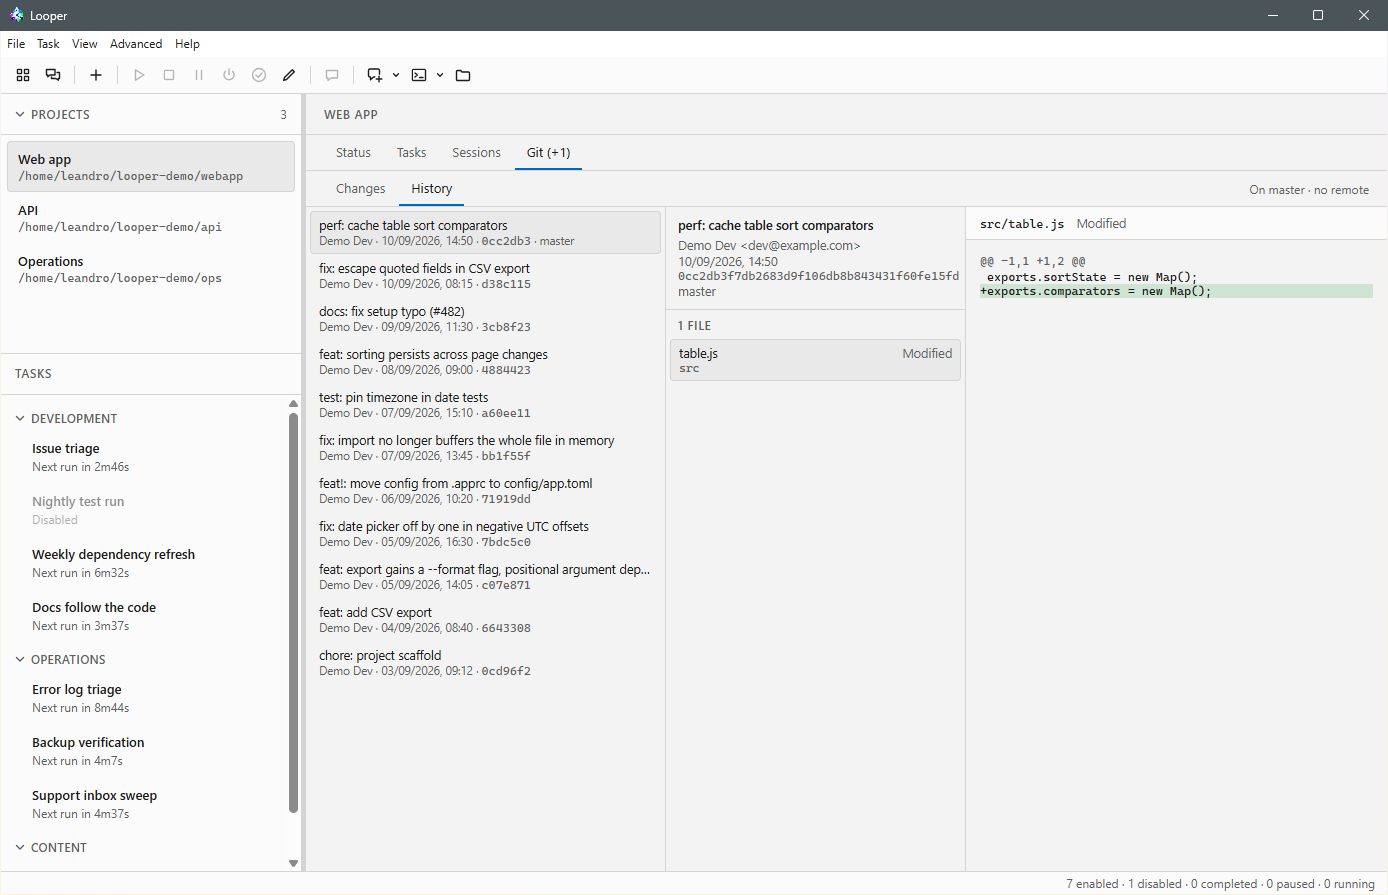 Looper
File Task View Advanced Help
PROJECTS 3
Web app
/home/leandro/looper-demo/webapp
API
/home/leandro/looper-demo/api
Operations
/home/leandro/looper-demo/ops
TASKS
DEVELOPMENT
Issue triage
Next run in 2m46s
Nightly test run
Disabled
Weekly dependency refresh
Next run in 6m32s
Docs follow the code
Next run in 3m37s
OPERATIONS
Error log triage
Next run in 8m44s
Backup verification
Next run in 4m7s
Support inbox sweep
Next run in 4m37s
CONTENT
WEB APP
Status Tasks Sessions Git (+1)
Changes History On master · no remote
perf: cache table sort comparators
Demo Dev · 10/09/2026, 14:50 · 0cc2db3 · master
fix: escape quoted fields in CSV export
Demo Dev · 10/09/2026, 08:15 · d38c115
docs: fix setup typo (#482)
Demo Dev · 09/09/2026, 11:30 · 3cb8f23
feat: sorting persists across page changes
Demo Dev · 08/09/2026, 09:00 · 4884423
test: pin timezone in date tests
Demo Dev · 07/09/2026, 15:10 · a60ee11
fix: import no longer buffers the whole file in memory
Demo Dev · 07/09/2026, 13:45 · bb1f55f
feat!: move config from .apprc to config/app.toml
Demo Dev · 06/09/2026, 10:20 · 71919dd
fix: date picker off by one in negative UTC offsets
Demo Dev · 05/09/2026, 16:30 · 7bdc5c0
feat: export gains a --format flag, positional argument dep...
Demo Dev · 05/09/2026, 14:05 · c07e871
feat: add CSV export
Demo Dev · 04/09/2026, 08:40 · 6643308
chore: project scaffold
Demo Dev · 03/09/2026, 09:12 · 0cd96f2
perf: cache table sort comparators
Demo Dev <dev@example.com>
10/09/2026, 14:50
0cc2db3f7db2683d9f106db8b843431f60fe15fd
master
1 FILE
table.js Modified
src
src/table.js Modified
@@ -1,1 +1,2 @@
exports.sortState = new Map();
+exports.comparators = new Map();
7 enabled · 1 disabled · 0 completed · 0 paused · 0 running